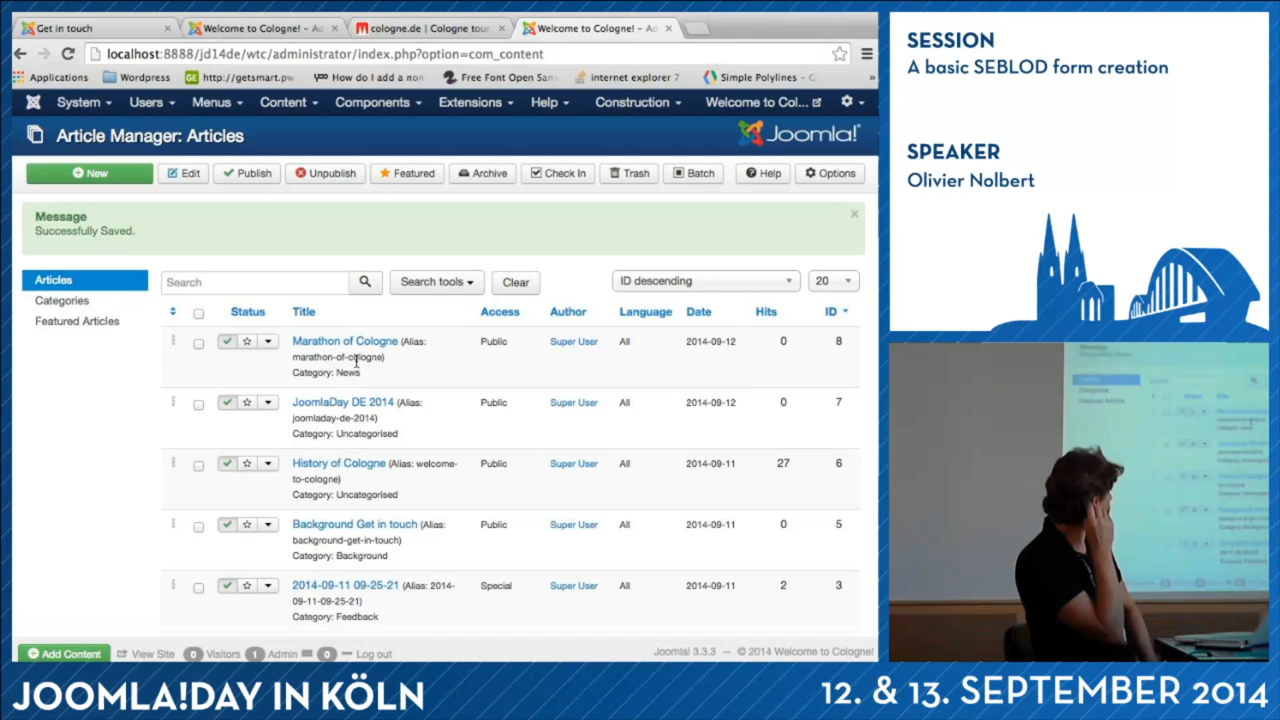 Get in touch
Welcome to Cologne! – Ad
cologne.de | Cologne tour
Welcome to Cologne! – Ad
localhost:8888/jd14de/wtc/administrator/index.php?option=com_content
Applications Wordpress GE http://getsmart.pw How do I add a non Free Font Open San internet explorer 7 Simple Polylines – G »
System Users Menus Content Components Extensions Help Construction Welcome to Col...
Article Manager: Articles
Joomla!
New Edit Publish Unpublish Featured Archive Check In Trash Batch Help Options
Message
Successfully Saved.
Articles
Categories
Featured Articles
Search Search tools Clear ID descending 20
Status Title Access Author Language Date Hits ID
Marathon of Cologne (Alias: Public Super User All 2014-09-12 0 8
marathon-of-cologne)
Category: News
JoomlaDay DE 2014 (Alias: Public Super User All 2014-09-12 0 7
joomladay-de-2014)
Category: Uncategorised
History of Cologne (Alias: welcome- Public Super User All 2014-09-11 27 6
to-cologne)
Category: Uncategorised
Background Get in touch (Alias: Public Super User All 2014-09-11 0 5
background-get-in-touch)
Category: Background
2014-09-11 09-25-21 (Alias: 2014- Special Super User All 2014-09-11 2 3
09-11-09-25-21)
Category: Feedback
Add Content View Site 0 Visitors 1 Admin 0 Log out Joomla! 3.3.3 — © 2014 Welcome to Cologne!
SESSION
A basic SEBLOD form creation
SPEAKER
Olivier Nolbert
JOOMLA!DAY IN KÖLN 12. & 13. SEPTEMBER 2014